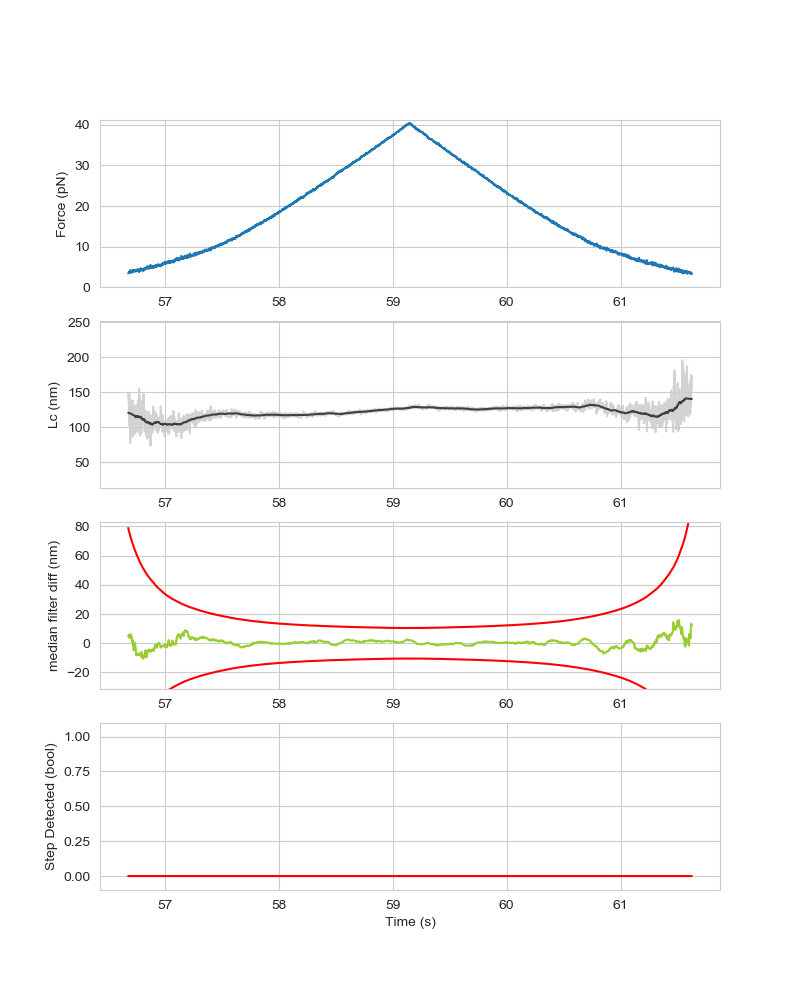 40
30
20
10
0
Force (pN)
57 58 59 60 61
250
200
150
100
50
Lc (nm)
57 58 59 60 61
80
60
40
20
0
−20
median filter diff (nm)
57 58 59 60 61
1.00
0.75
0.50
0.25
0.00
Step Detected (bool)
57 58 59 60 61
Time (s)